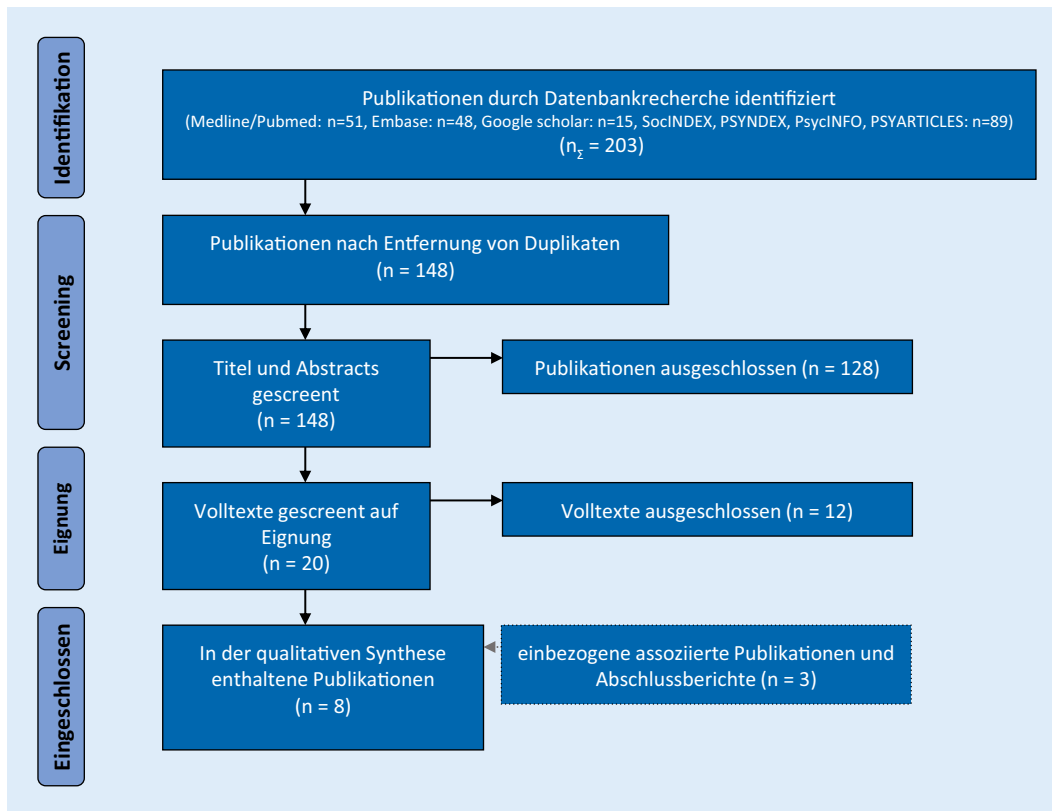 Identifikation
Publikationen durch Datenbankrecherche identifiziert
(Medline/Pubmed: n=51, Embase: n=48, Google scholar: n=15, SocINDEX, PSYNDEX, PsycINFO, PSYARTICLES: n=89)
(nΣ = 203)
Screening
Publikationen nach Entfernung von Duplikaten
(n = 148)
Titel und Abstracts
gescreent
(n = 148)
Publikationen ausgeschlossen (n = 128)
Eignung
Volltexte gescreent auf
Eignung
(n = 20)
Volltexte ausgeschlossen (n = 12)
Eingeschlossen
In der qualitativen Synthese
enthaltene Publikationen
(n = 8)
einbezogene assoziierte Publikationen und
Abschlussberichte (n = 3)